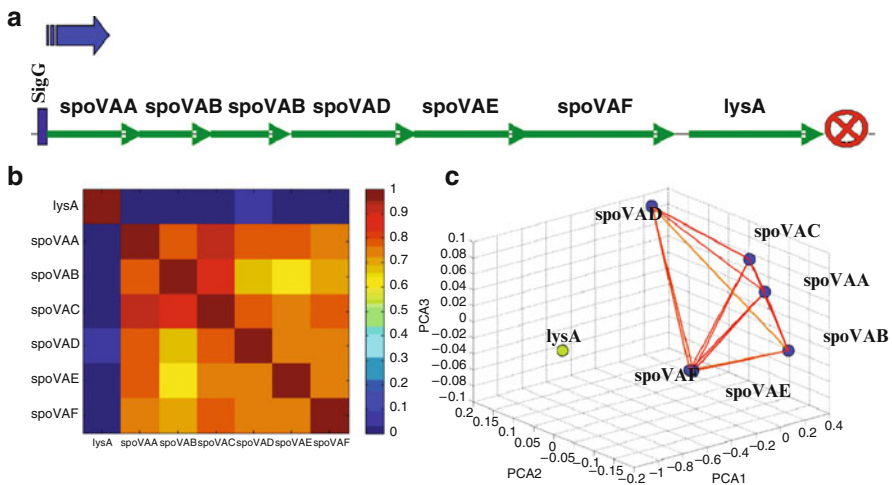 a
SigG
spoVAA spoVAB spoVAB spoVAD spoVAE spoVAF lysA
b
lysA
spoVAA
spoVAB
spoVAC
spoVAD
spoVAE
spoVAF
lysA spoVAA spoVAB spoVAC spoVAD spoVAE spoVAF
1
0.9
0.8
0.7
0.6
0.5
0.4
0.3
0.2
0.1
0
c
spoVAD
spoVAC
spoVAA
spoVAB
lysA
spoVAF
spoVAE
PCA3
0.1
0.08
0.06
0.04
0.02
0
−0.02
−0.04
−0.06
−0.08
−0.1
0.2
0.15
0.1
0.05
0
−0.05
−0.1
−0.15
−0.2
PCA2
−1
−0.8
−0.6
−0.4
−0.2
0
0.2
0.4
PCA1